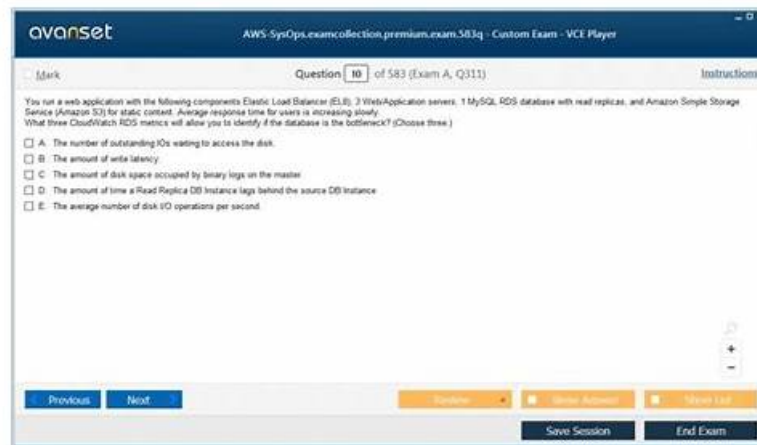 avanset
AWS-SysOps.examcollection.premium.exam.583q - Custom Exam - VCE Player
Mark
Question 10 of 583 (Exam A, Q311)
Instructions
You run a web application with the following components Elastic Load Balancer (ELB), 3 Web/Application servers, 1 MySQL RDS database with read replicas, and Amazon Simple Storage
Service (Amazon S3) for static content. Average response time for users is increasing slowly.
What three CloudWatch RDS metrics will allow you to identify if the database is the bottleneck? (Choose three.)
A. The number of outstanding IOs waiting to access the disk.
B. The amount of write latency.
C. The amount of disk space occupied by binary logs on the master.
D. The amount of time a Read Replica DB Instance lags behind the source DB Instance
E. The average number of disk I/O operations per second.
Previous
Next
Review
Show Answer
Show List
Save Session
End Exam